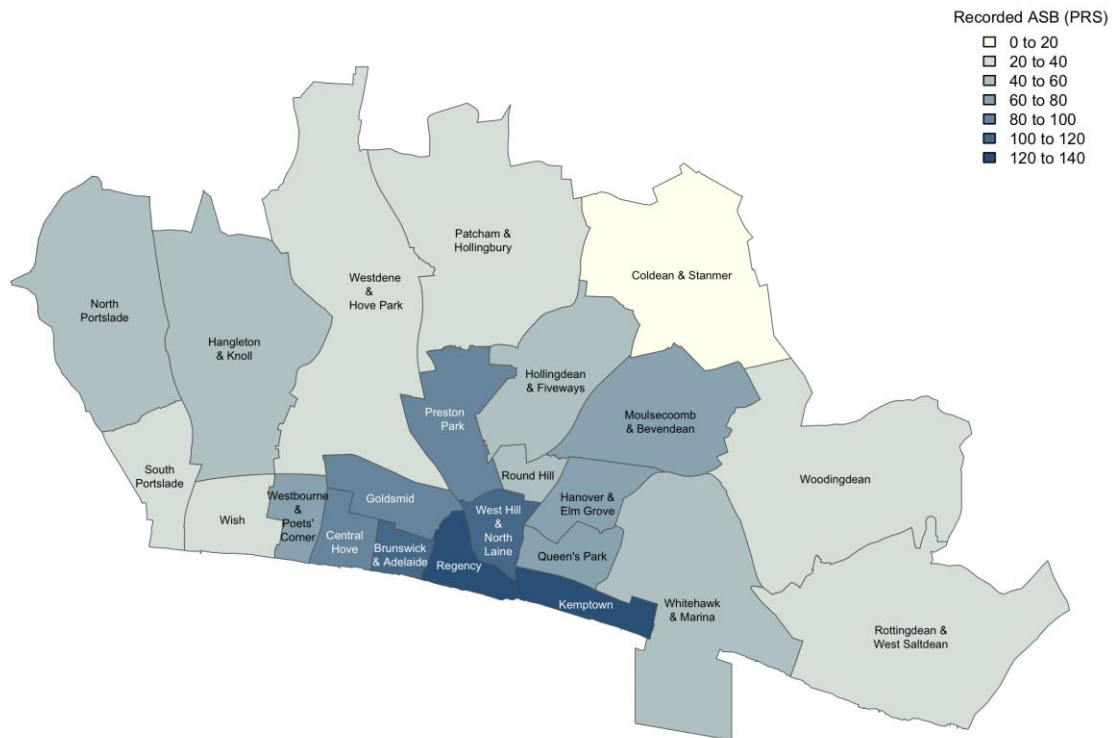 Recorded ASB (PRS)
0 to 20
20 to 40
40 to 60
60 to 80
80 to 100
100 to 120
120 to 140
Patcham &
Hollingbury
Coldean & Stanmer
Westdene
&
Hove Park
North
Portslade
Hangleton
& Knoll
Hollingdean
& Fiveways
Preston
Park
Moulsecoomb
& Bevendean
South
Portslade
Round Hill
Woodingdean
Goldsmid
Westbourne
&
Poets'
Corner
Hanover &
Elm Grove
Wish
West Hill
&
North
Laine
Central
Hove
Brunswick
& Adelaide
Queen's Park
Regency
Kemptown
Whitehawk
& Marina
Rottingdean &
West Saltdean